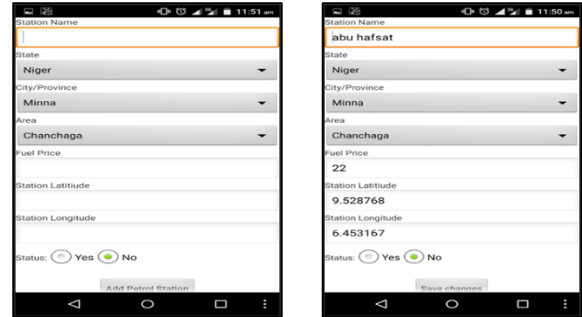 11:51 am
Station Name
State
Niger
City/Province
Minna
Area
Chanchaga
Fuel Price
Station Latitiude
Station Longitude
Status: Yes No
Add Petrol Station
11:50 am
Station Name
abu hafsat
State
Niger
City/Province
Minna
Area
Chanchaga
Fuel Price
22
Station Latitiude
9.528768
Station Longitude
6.453167
Status: Yes No
Save changes